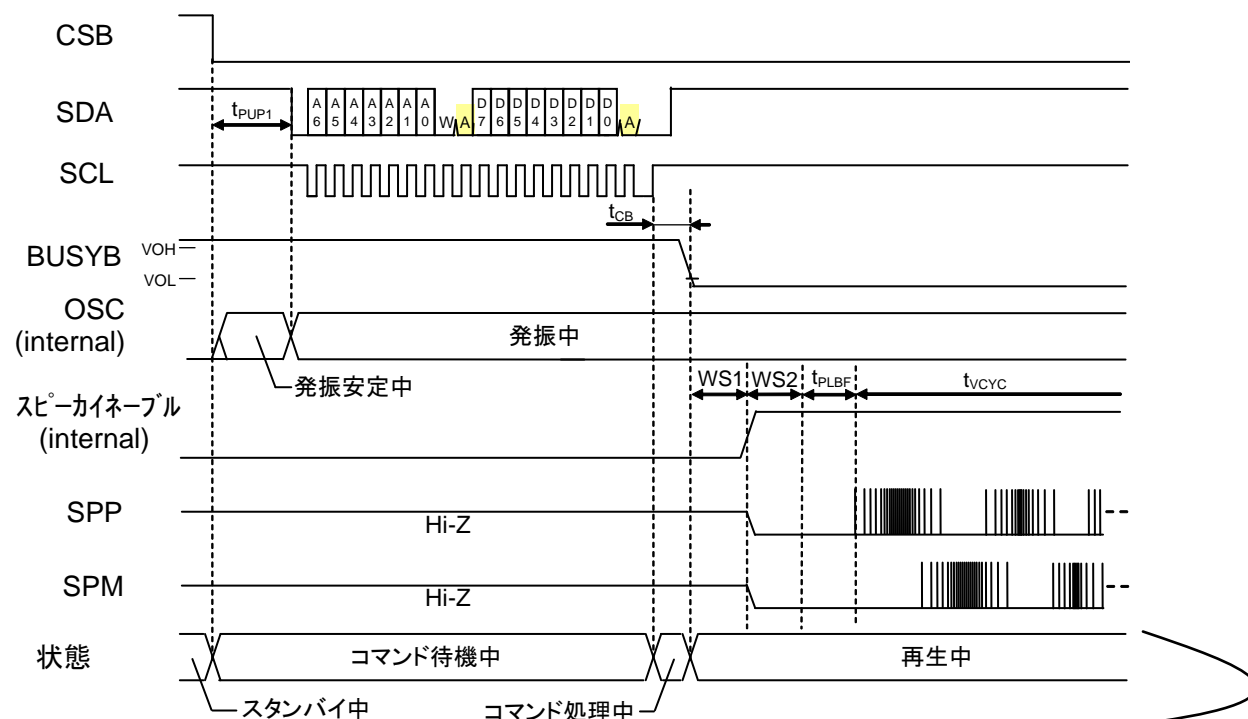 CSB
SDA
tPUP1
A6 A5 A4 A3 A2 A1 A0 W A D7 D6 D5 D4 D3 D2 D1 D0 A
SCL
tCB
BUSYB
VOH
VOL
OSC
(internal)
発振中
発振安定中
WS1 WS2 tPLBF tVCYC
スピーカイネーブル
(internal)
SPP
Hi-Z
SPM
Hi-Z
状態
コマンド待機中
再生中
スタンバイ中
コマンド処理中